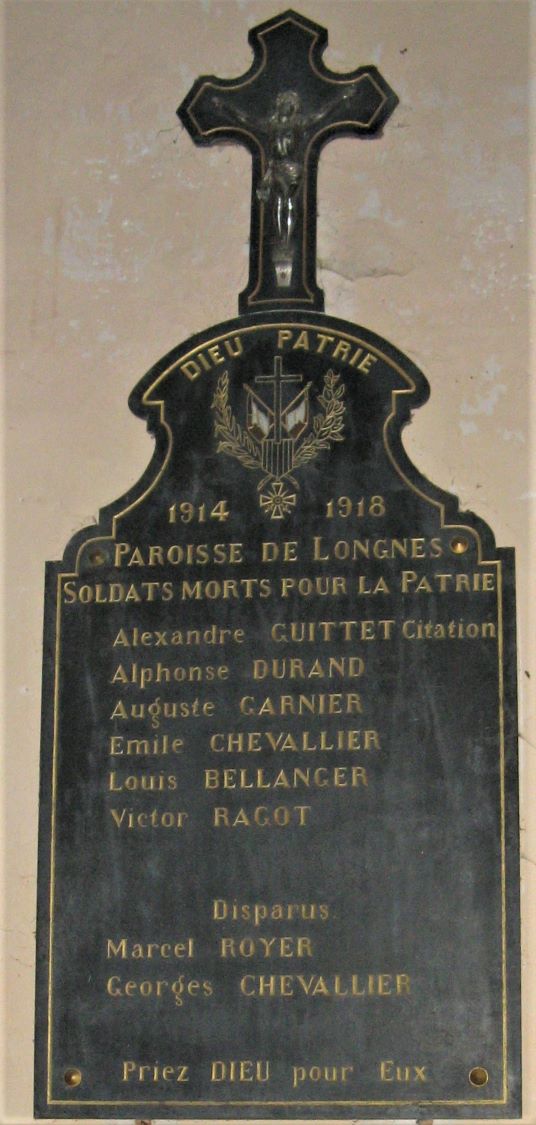 DIEU PATRIE
1914 1918
PAROISSE DE LONGNES
SOLDATS MORTS POUR LA PATRIE
Alexandre GUITTET Citation
Alphonse DURAND
Auguste GARNIER
Emile CHEVALLIER
Louis BELLANGER
Victor RAGOT
Disparus
Marcel ROYER
Georges CHEVALLIER
Priez DIEU pour Eux